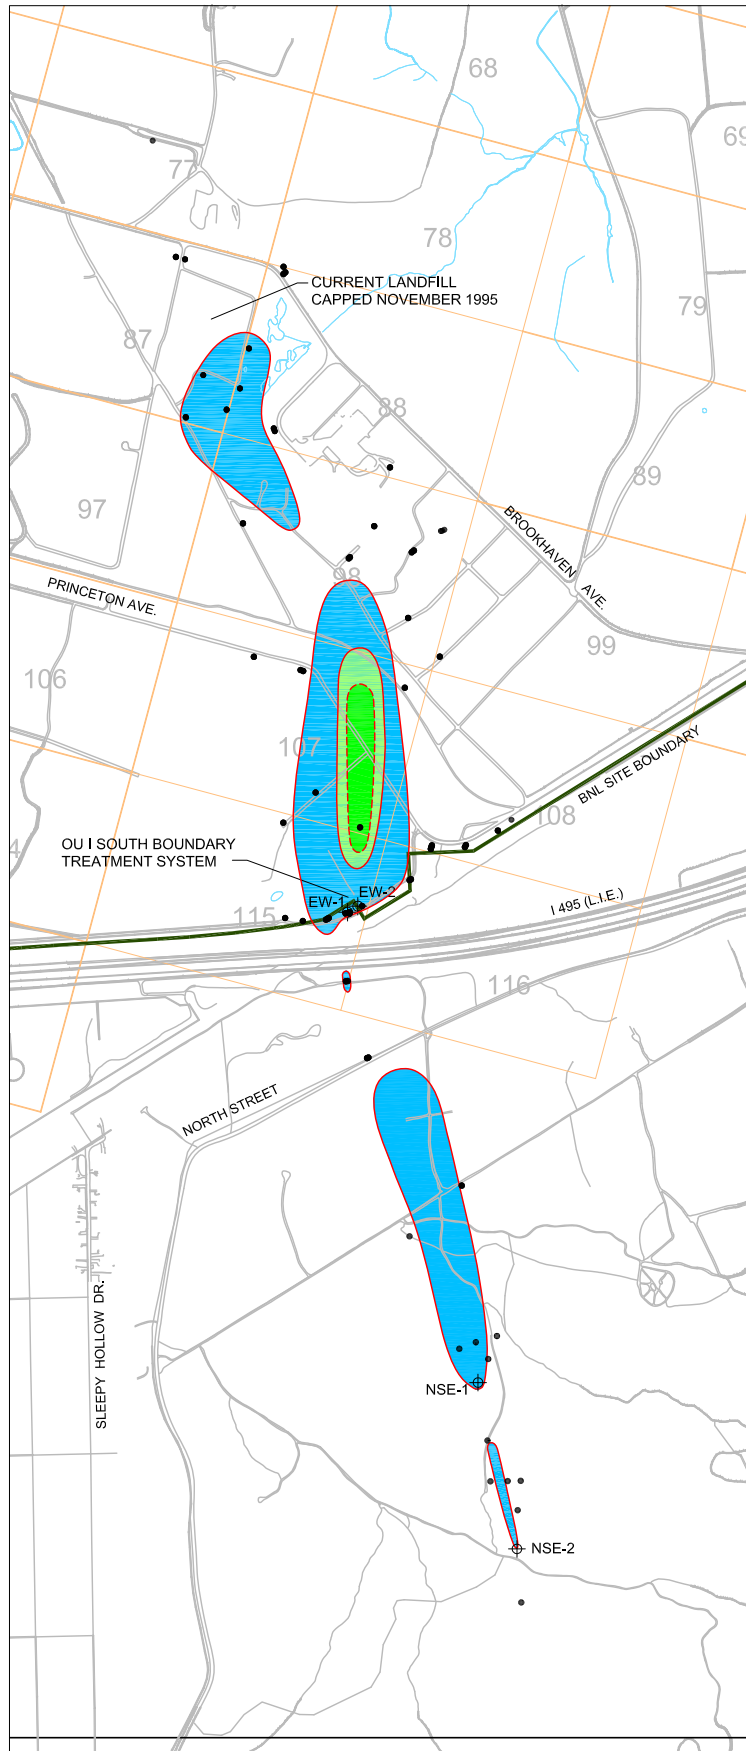 68
69
77
78
CURRENT LANDFILL
CAPPED NOVEMBER 1995
79
87
88
89
97
BROOKHAVEN AVE.
98
PRINCETON AVE.
99
106
107
BNL SITE BOUNDARY
108
OU I SOUTH BOUNDARY
TREATMENT SYSTEM
EW-1
EW-2
I 495 (L.I.E.)
115
116
NORTH STREET
SLEEPY HOLLOW DR.
NSE-1
NSE-2